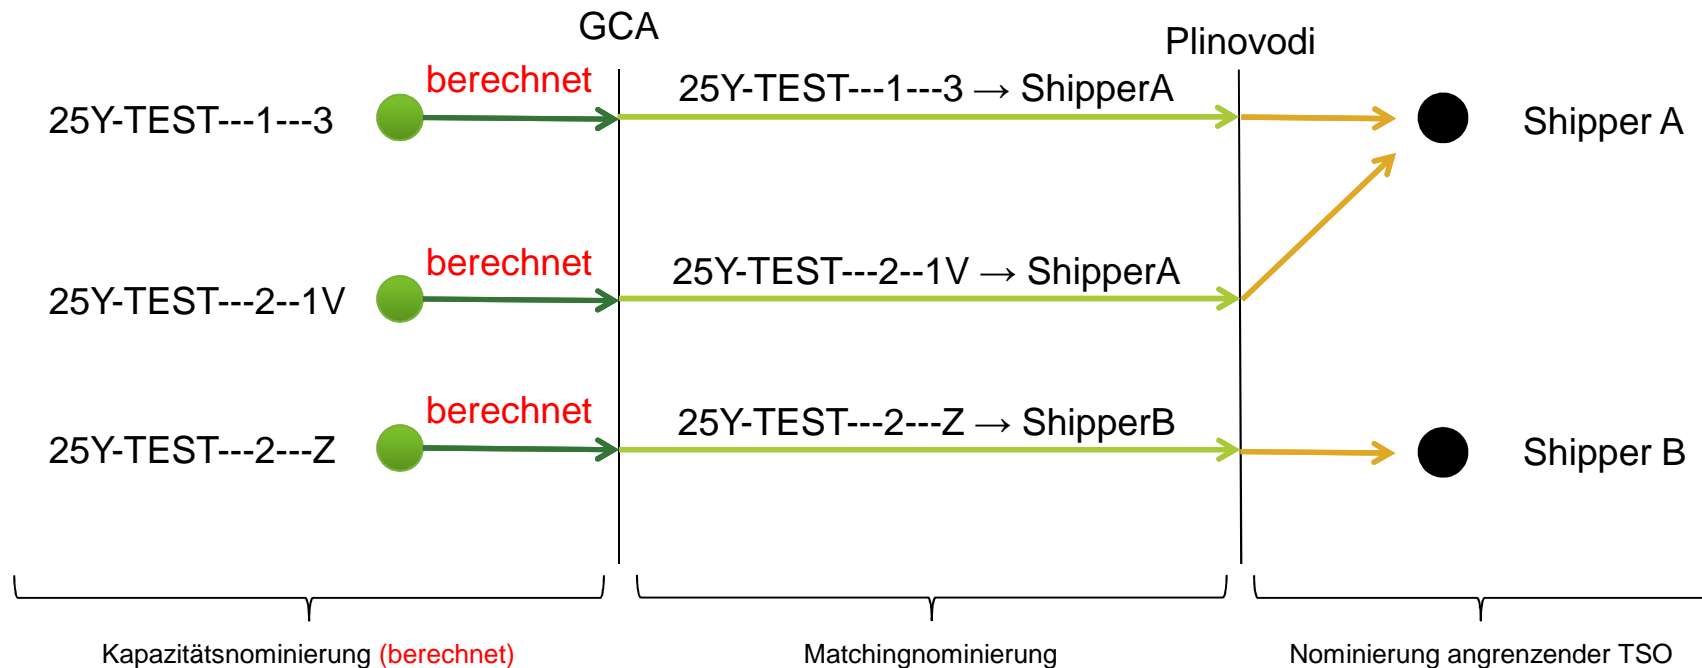 GCA
Plinovodi
25Y-TEST---1---3
berechnet
25Y-TEST---1---3 → ShipperA
Shipper A
25Y-TEST---2--1V
berechnet
25Y-TEST---2--1V → ShipperA
25Y-TEST---2---Z
berechnet
25Y-TEST---2---Z → ShipperB
Shipper B
Kapazitätsnominierung (berechnet)
Matchingnominierung
Nominierung angrenzender TSO